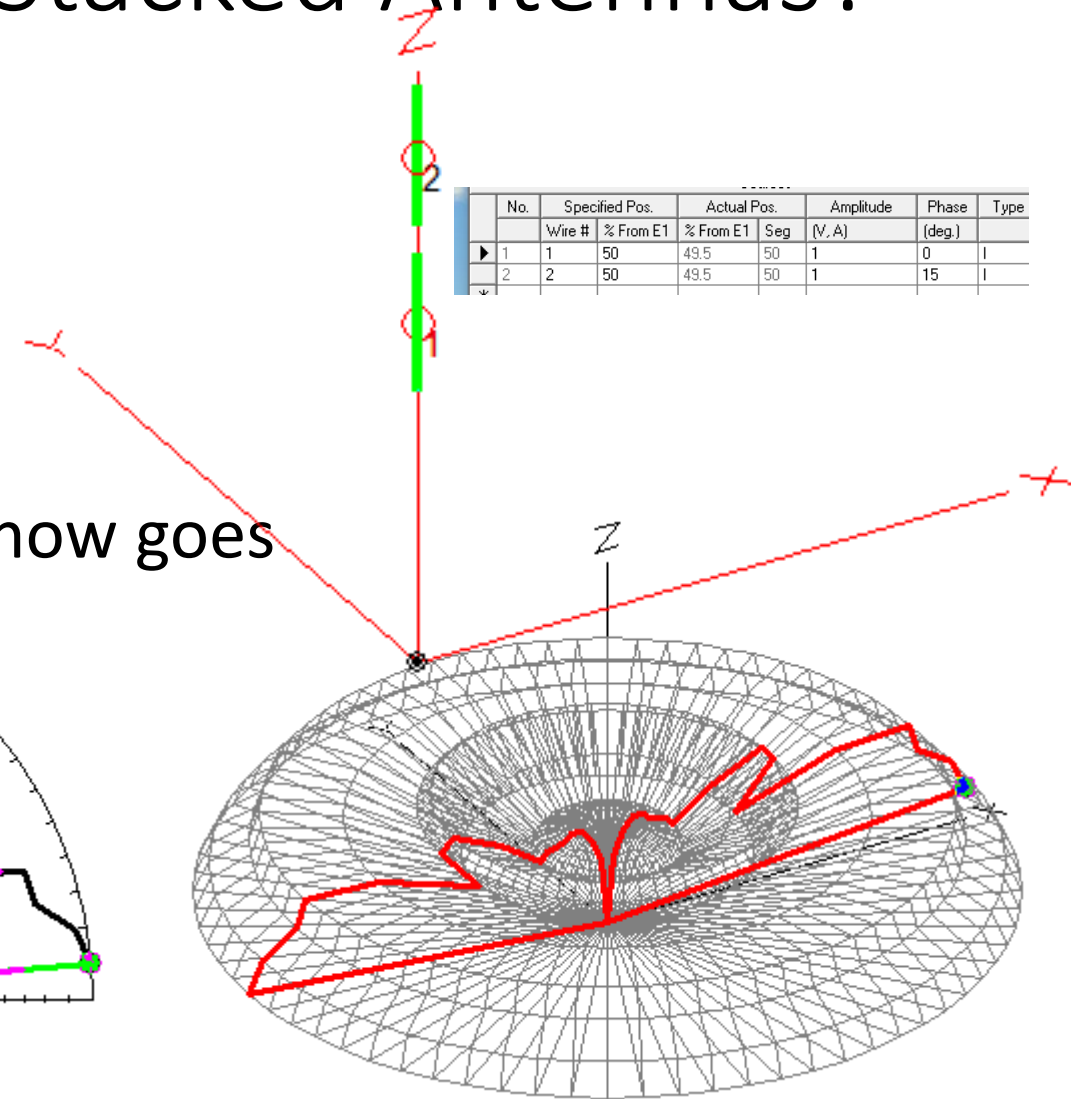 Stacked Antennas?
Z
2
No. Specified Pos. Actual Pos. Amplitude Phase Type
Wire # % From E1 % From E1 Seg (V, A) (deg.)
1 1 50 49.5 50 1 0 I
2 2 50 49.5 50 1 15 I
*
1
Y
X
now goes
Z